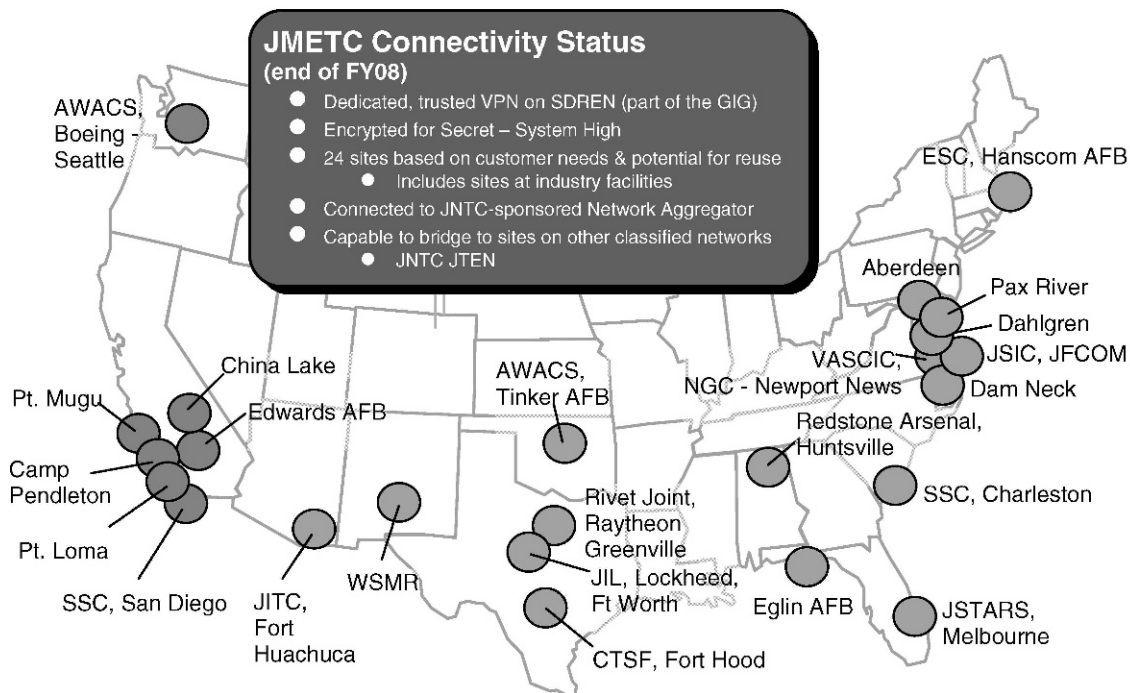 JMETC Connectivity Status
(end of FY08)
● Dedicated, trusted VPN on SDREN (part of the GIG)
● Encrypted for Secret – System High
● 24 sites based on customer needs & potential for reuse
● Includes sites at industry facilities
● Connected to JNTC-sponsored Network Aggregator
● Capable to bridge to sites on other classified networks
● JNTC JTEN
AWACS,
Boeing -
Seattle
ESC, Hanscom AFB
Aberdeen
Pax River
Dahlgren
JSIC, JFCOM
VASCIC,
NGC - Newport News
Dam Neck
China Lake
Pt. Mugu
Edwards AFB
Camp
Pendleton
Pt. Loma
SSC, San Diego
AWACS,
Tinker AFB
Redstone Arsenal,
Huntsville
SSC, Charleston
Rivet Joint,
Raytheon
Greenville
JIL, Lockheed,
Ft Worth
WSMR
JITC,
Fort
Huachuca
CTSF, Fort Hood
Eglin AFB
JSTARS,
Melbourne